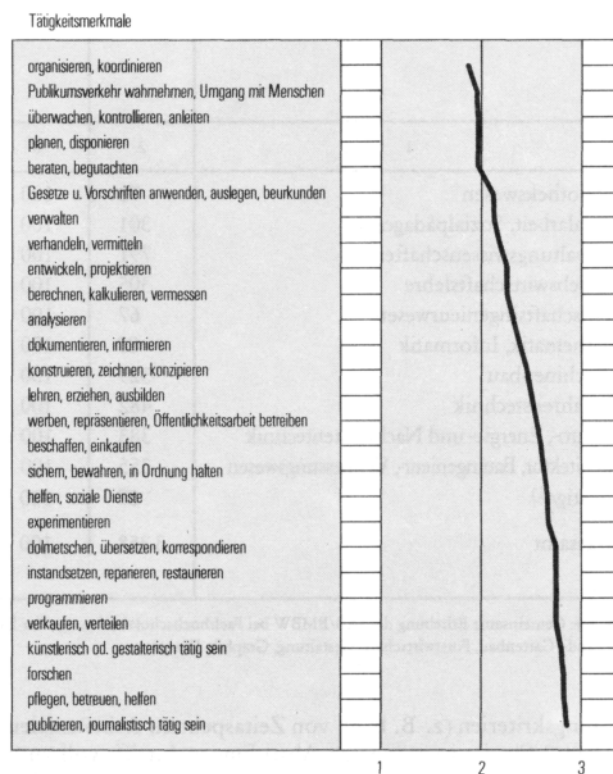 Tätigkeitsmerkmale
organisieren, koordinieren
Publikumsverkehr wahrnehmen, Umgang mit Menschen
überwachen, kontrollieren, anleiten
planen, disponieren
beraten, begutachten
Gesetze u. Vorschriften anwenden, auslegen, beurkunden
verwalten
verhandeln, vermitteln
entwickeln, projektieren
berechnen, kalkulieren, vermessen
analysieren
dokumentieren, informieren
konstruieren, zeichnen, konzipieren
lehren, erziehen, ausbilden
werben, repräsentieren, Öffentlichkeitsarbeit betreiben
beschaffen, einkaufen
sichern, bewahren, in Ordnung halten
helfen, soziale Dienste
experimentieren
dolmetschen, übersetzen, korrespondieren
instandsetzen, reparieren, restaurieren
programmieren
verkaufen, verteilen
künstlerisch od. gestalterisch tätig sein
forschen
pflegen, betreuen, helfen
publizieren, journalistisch tätig sein
1 2 3